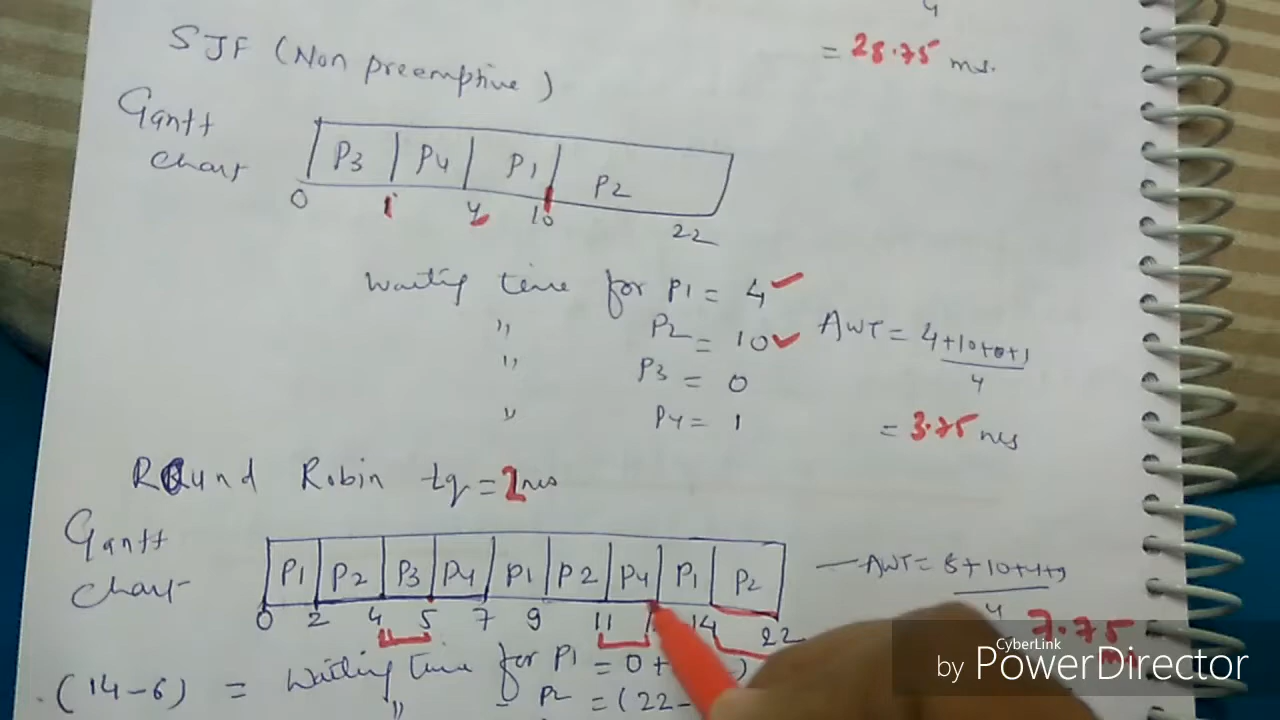 4
= 28.75 ms.
SJF (Non preemptive)
Gantt
chart
P3 P4 P1 P2
0 1 4 10 22
Waiting time for P1 = 4
" P2 = 10
" P3 = 0
" P4 = 1
AWT = 4+10+0+1
4
= 3.75 ms
Round Robin tq = 2ms
Gantt
chart
P1 P2 P3 P4 P1 P2 P4 P1 P2
0 2 4 5 7 9 11 14 22
AWT = 8+10+4+9
4
7.75
(14-6) = Waiting time for P1 = 0+ )
" P2 = (22-
CyberLink
by PowerDirector